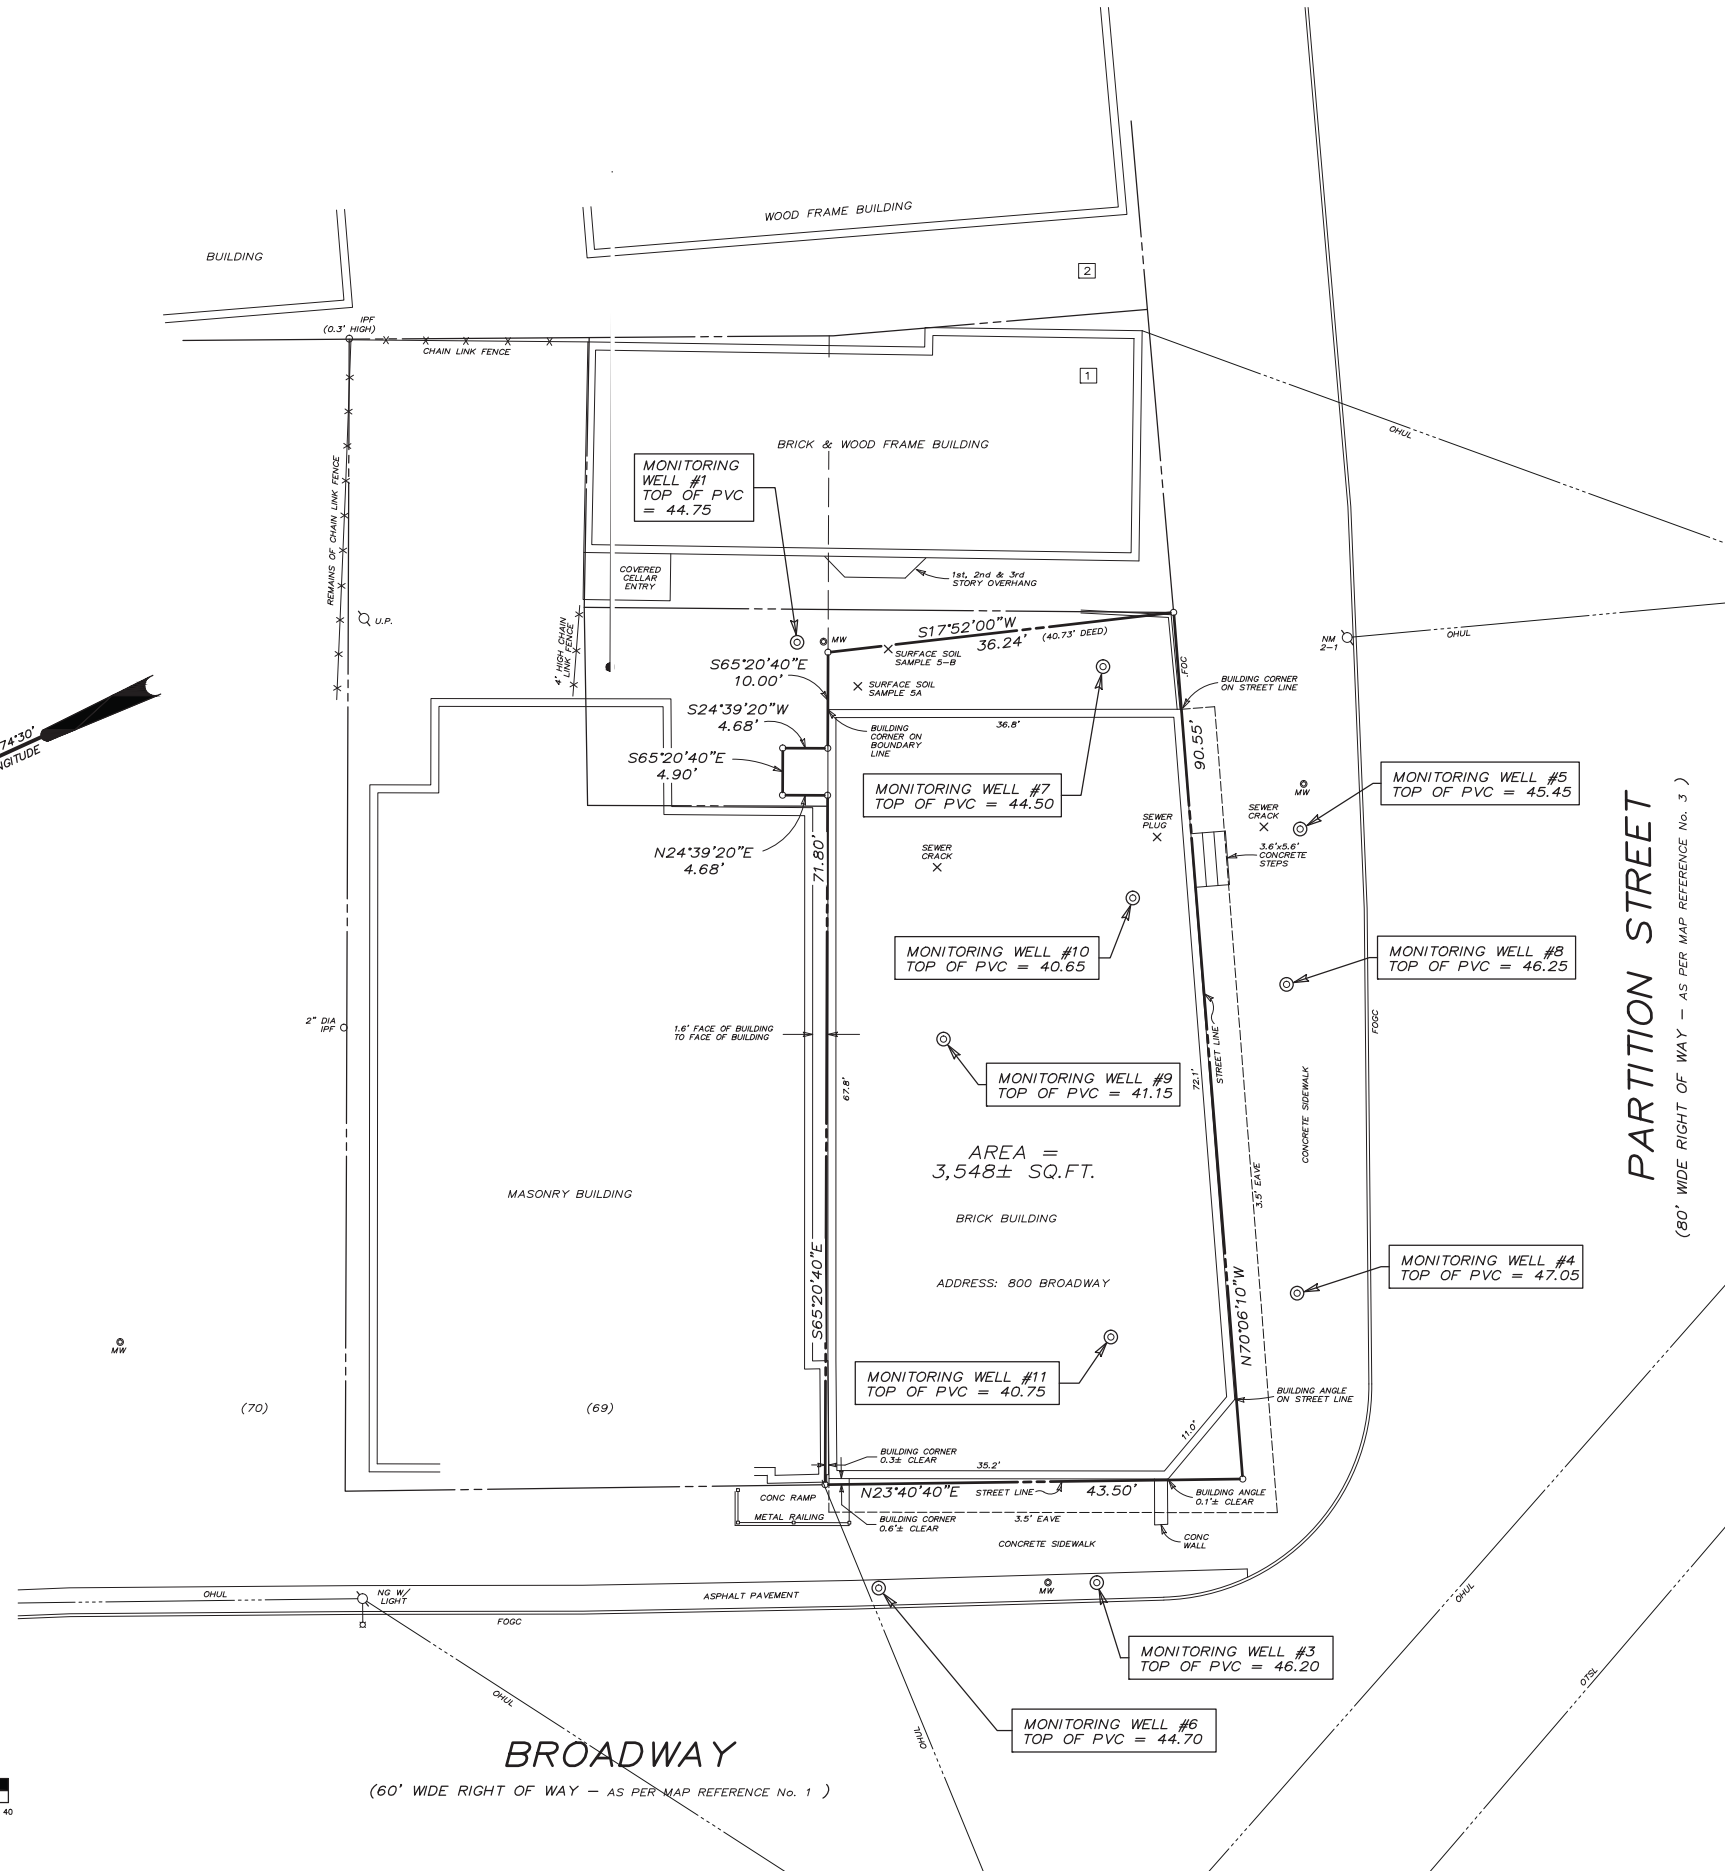 WOOD FRAME BUILDING
BUILDING
2
IPF
(0.3' HIGH)
CHAIN LINK FENCE
1
OHUL
BRICK & WOOD FRAME BUILDING
MONITORING
WELL #1
TOP OF PVC
= 44.75
REMAINS OF CHAIN LINK FENCE
COVERED
CELLAR
ENTRY
1st, 2nd & 3rd
STORY OVERHANG
U.P.
4' HIGH CHAIN
LINK FENCE
MW
S17°52'00"W
36.24'
(40.73' DEED)
NM
2-1
OHUL
SURFACE SOIL
SAMPLE 5-B
S65°20'40"E
10.00'
SURFACE SOIL
SAMPLE 5A
.FOC
BUILDING CORNER
ON STREET LINE
S24°39'20"W
4.68'
36.8'
BUILDING
CORNER ON
BOUNDARY
LINE
90.55'
74°30'
NGITUDE
S65°20'40"E
4.90'
MONITORING WELL #7
TOP OF PVC = 44.50
MW
MONITORING WELL #5
TOP OF PVC = 45.45
SEWER
PLUG
SEWER
CRACK
N24°39'20"E
4.68'
71.80'
SEWER
CRACK
3.6'x5.6'
CONCRETE
STEPS
PARTITION STREET
(80' WIDE RIGHT OF WAY - AS PER MAP REFERENCE No. 3 )
MONITORING WELL #10
TOP OF PVC = 40.65
MONITORING WELL #8
TOP OF PVC = 46.25
2" DIA
IPF
1.6' FACE OF BUILDING
TO FACE OF BUILDING
FOGC
STREET LINE
67.8'
72.1'
MONITORING WELL #9
TOP OF PVC = 41.15
CONCRETE SIDEWALK
AREA =
3,548± SQ.FT.
3.5' EAVE
MASONRY BUILDING
BRICK BUILDING
S65°20'40"E
N70°06'10"W
MONITORING WELL #4
TOP OF PVC = 47.05
ADDRESS: 800 BROADWAY
MW
MONITORING WELL #11
TOP OF PVC = 40.75
BUILDING ANGLE
ON STREET LINE
(70)
(69)
11.0'
BUILDING CORNER
0.3± CLEAR
35.2'
CONC RAMP
METAL RAILING
N23°40'40"E
STREET LINE
43.50'
BUILDING ANGLE
0.1'± CLEAR
BUILDING CORNER
0.6'± CLEAR
3.5' EAVE
CONCRETE SIDEWALK
CONC
WALL
OHUL
NG W/
LIGHT
ASPHALT PAVEMENT
MW
OHUL
FOGC
MONITORING WELL #3
TOP OF PVC = 46.20
OTSL
OHUL
OHUL
MONITORING WELL #6
TOP OF PVC = 44.70
BROADWAY
(60' WIDE RIGHT OF WAY - AS PER MAP REFERENCE No. 1 )
40